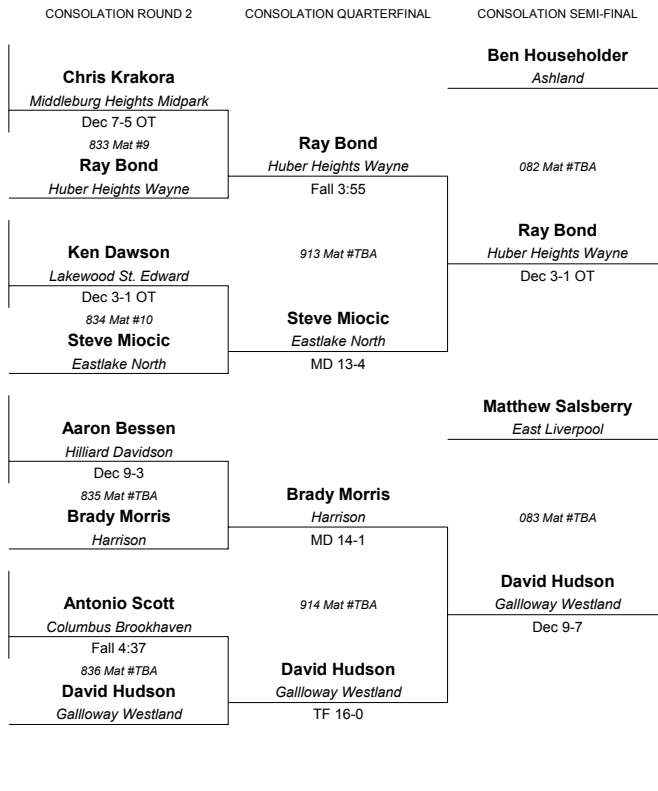 CONSOLATION ROUND 2
CONSOLATION QUARTERFINAL
CONSOLATION SEMI-FINAL
Chris Krakora
Middleburg Heights Midpark
Dec 7-5 OT
833 Mat #9
Ray Bond
Huber Heights Wayne
Ken Dawson
Lakewood St. Edward
Dec 3-1 OT
834 Mat #10
Steve Miocic
Eastlake North
Aaron Bessen
Hilliard Davidson
Dec 9-3
835 Mat #TBA
Brady Morris
Harrison
Antonio Scott
Columbus Brookhaven
Fall 4:37
836 Mat #TBA
David Hudson
Gallloway Westland
Ray Bond
Huber Heights Wayne
Fall 3:55
913 Mat #TBA
Steve Miocic
Eastlake North
MD 13-4
Brady Morris
Harrison
MD 14-1
914 Mat #TBA
David Hudson
Gallloway Westland
TF 16-0
Ben Householder
Ashland
082 Mat #TBA
Ray Bond
Huber Heights Wayne
Dec 3-1 OT
Matthew Salsberry
East Liverpool
083 Mat #TBA
David Hudson
Gallloway Westland
Dec 9-7